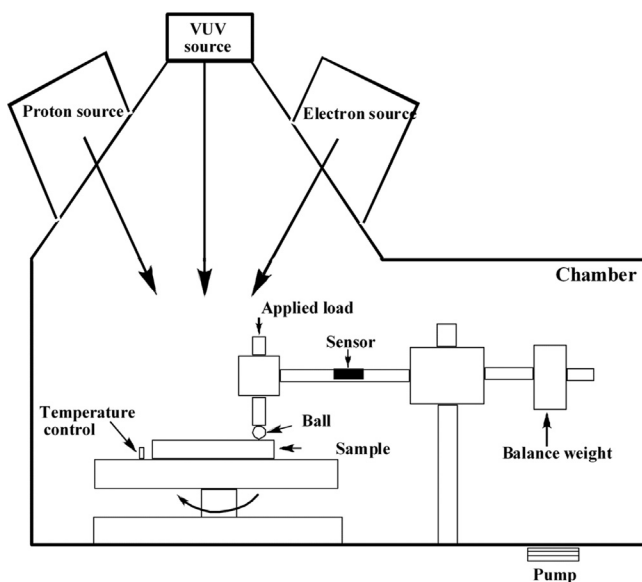 VUV
source
Proton source
Electron source
Chamber
Applied load
Sensor
Temperature
control
Ball
Sample
Balance weight
Pump